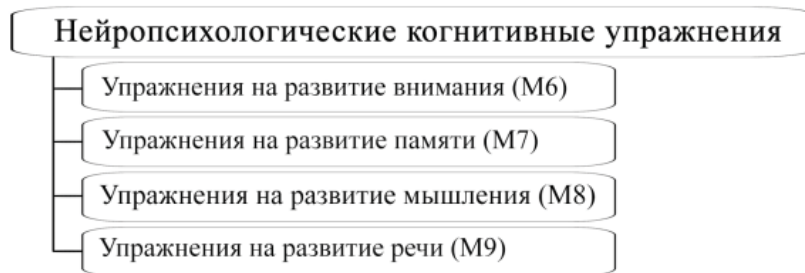 Нейропсихологические когнитивные упражнения
Упражнения на развитие внимания (М6)
Упражнения на развитие памяти (М7)
Упражнения на развитие мышления (М8)
Упражнения на развитие речи (М9)